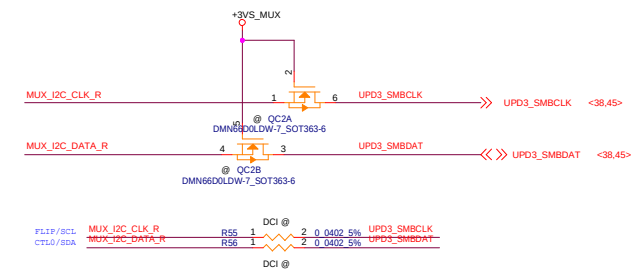 +3VS_MUX
2
MUX_I2C_CLK_R 1 6 UPD3_SMBCLK UPD3_SMBCLK <38,45>
@ QC2A
DMN66D0LDW-7_SOT363-6
5
MUX_I2C_DATA_R 4 3 UPD3_SMBDAT UPD3_SMBDAT <38,45>
@ QC2B
DMN66D0LDW-7_SOT363-6
DCI @
FLIP/SCL MUX_I2C_CLK_R R55 1 2 0_0402_5% UPD3_SMBCLK
CTL0/SDA MUX_I2C_DATA_R R56 1 2 0_0402_5% UPD3_SMBDAT
DCI @